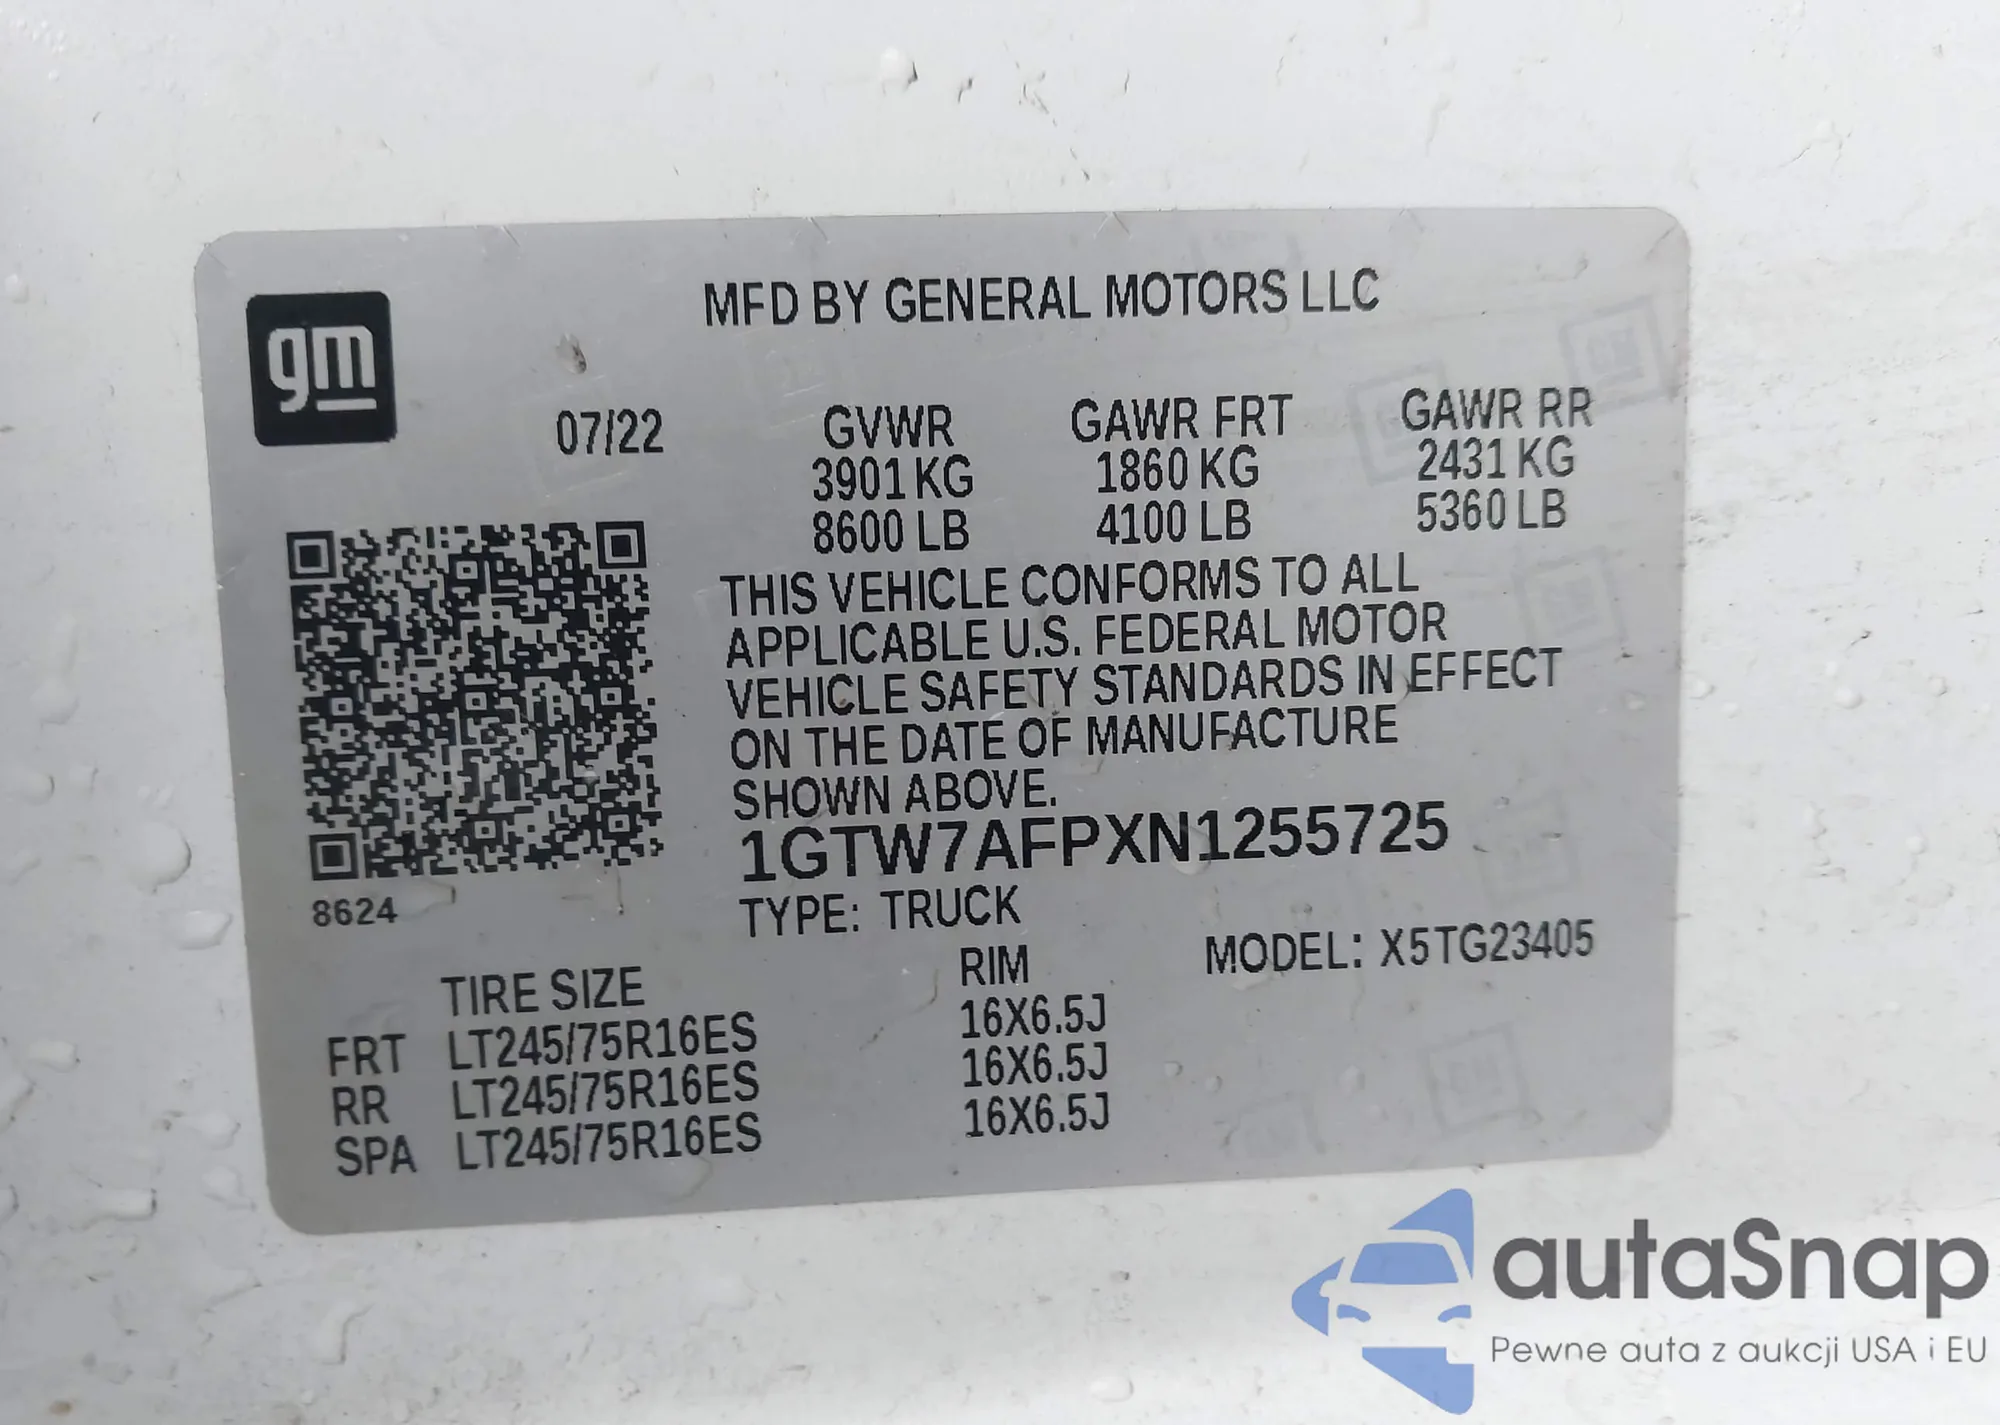 MFD BY GENERAL MOTORS LLC
gm
07/22 GVWR GAWR FRT GAWR RR
3901 KG 1860 KG 2431 KG
8600 LB 4100 LB 5360 LB
THIS VEHICLE CONFORMS TO ALL
APPLICABLE U.S. FEDERAL MOTOR
VEHICLE SAFETY STANDARDS IN EFFECT
ON THE DATE OF MANUFACTURE
SHOWN ABOVE.
1GTW7AFPXN1255725
8624
TYPE: TRUCK
MODEL: X5TG23405
TIRE SIZE RIM
FRT LT245/75R16ES 16X6.5J
RR LT245/75R16ES 16X6.5J
SPA LT245/75R16ES 16X6.5J
autaSnap
Pewne auta z aukcji USA i EU